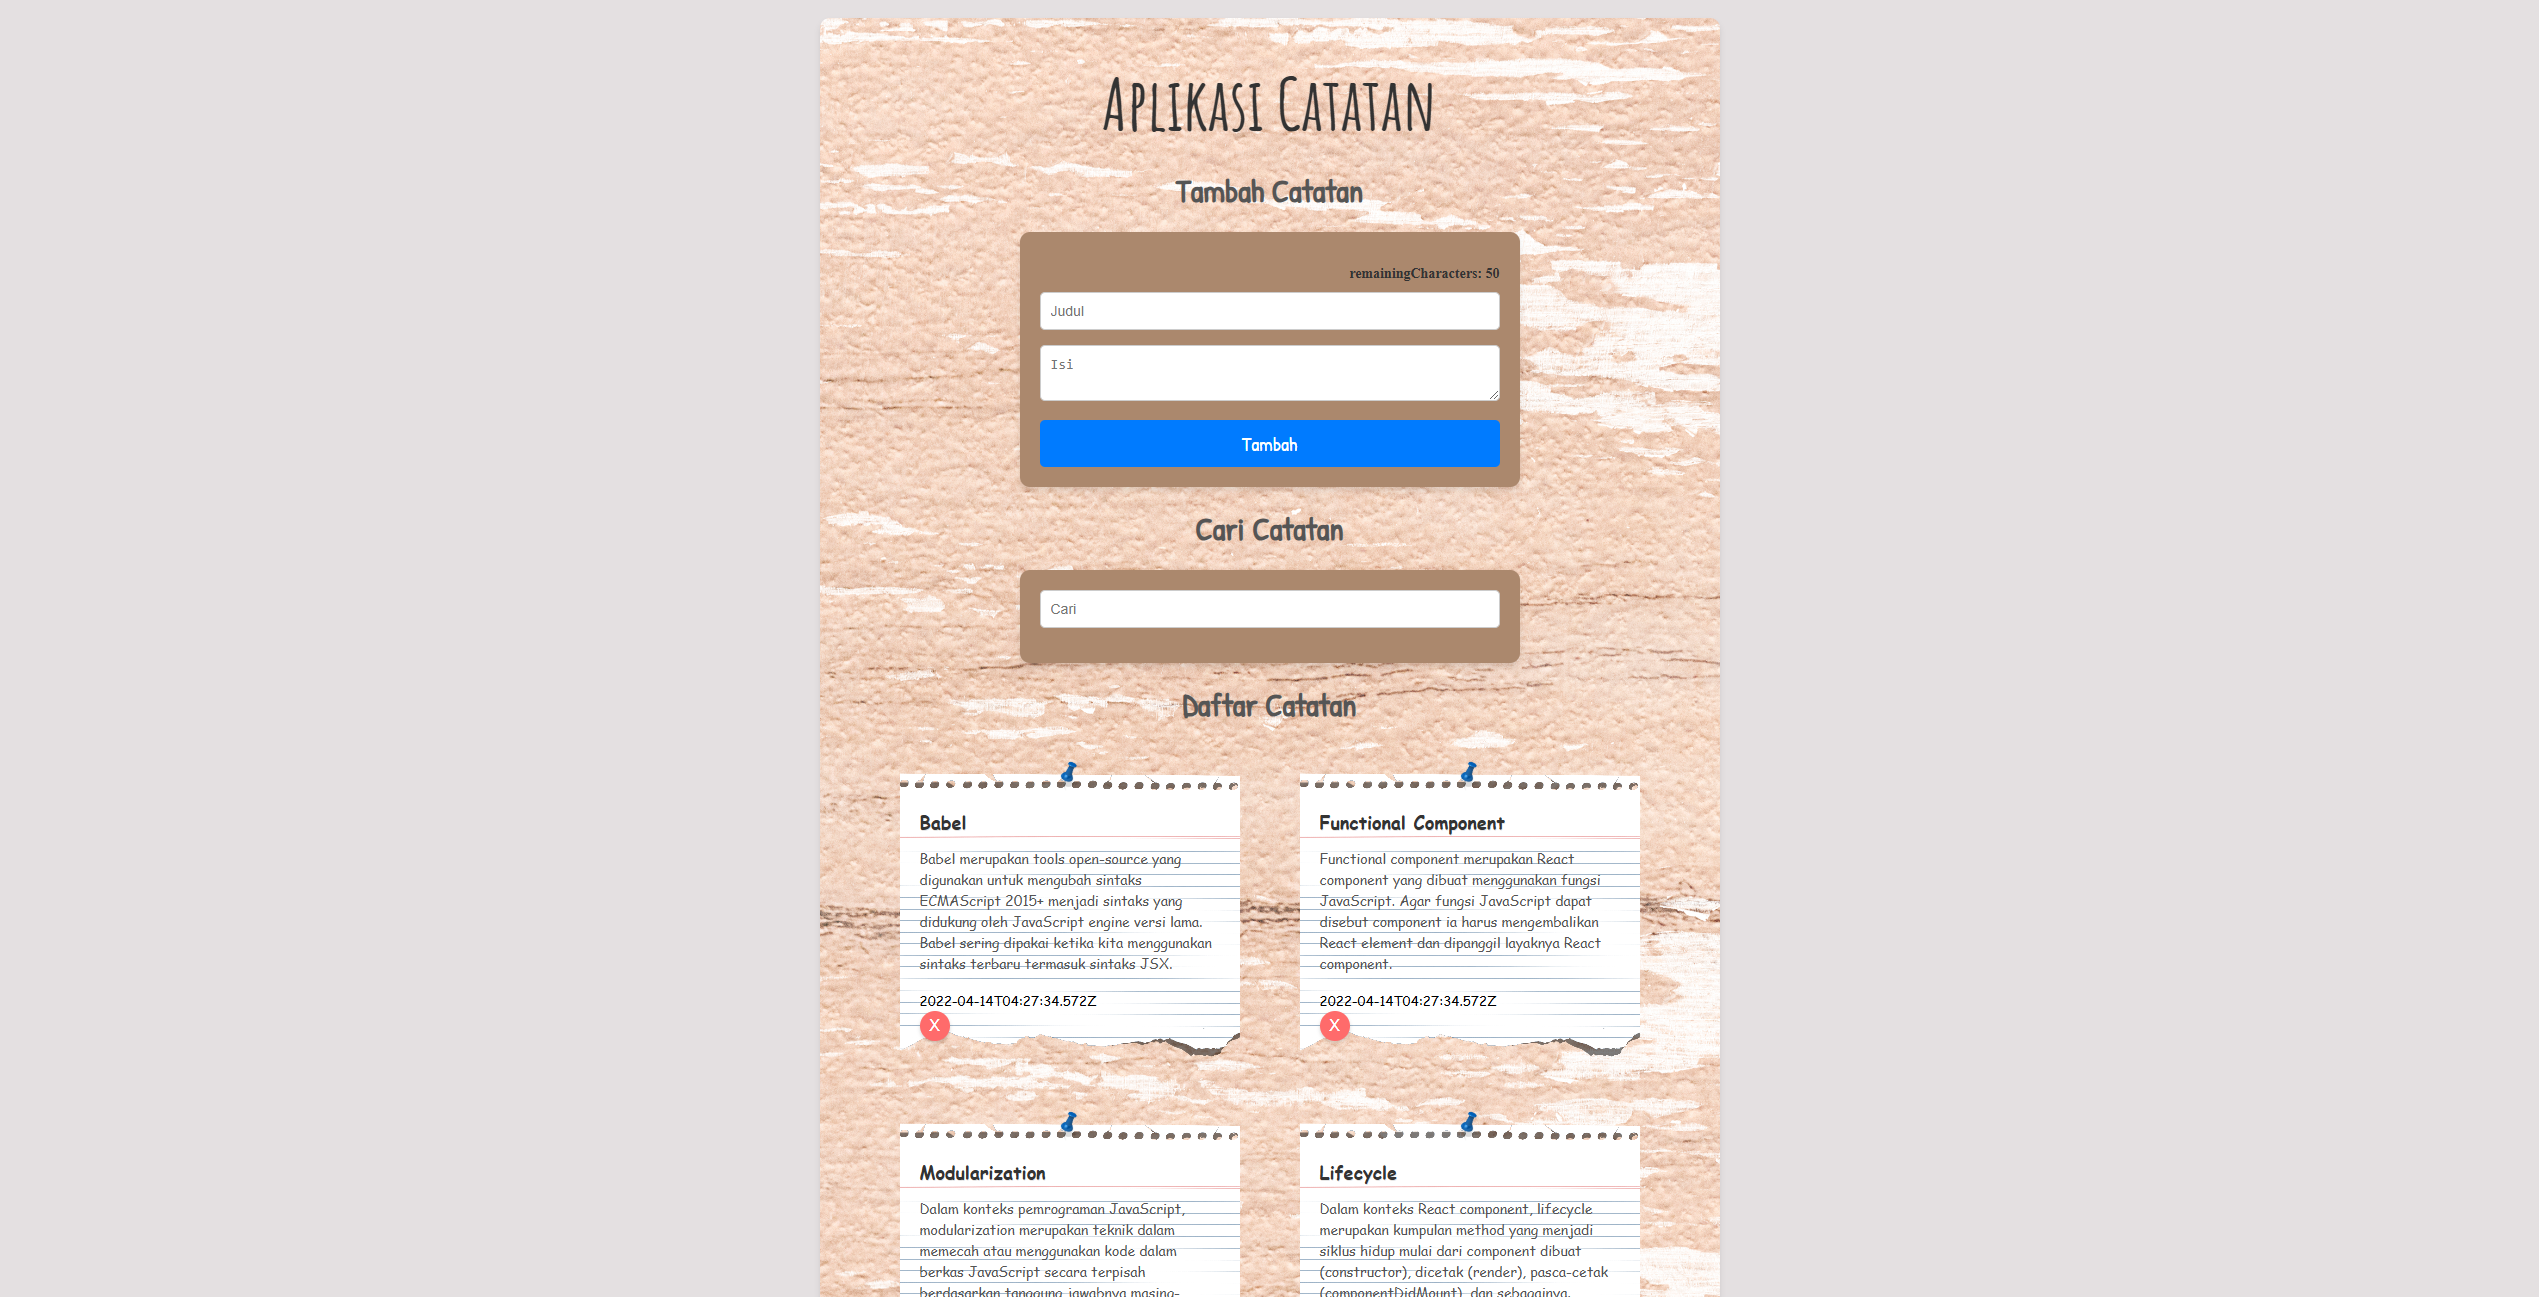 Aplikasi Catatan
Tambah Catatan
remainingCharacters: 50
Judul
Isi
Tambah
Cari Catatan
Cari
Daftar Catatan
Babel
Babel merupakan tools open-source yang
digunakan untuk mengubah sintaks
ECMAScript 2015+ menjadi sintaks yang
didukung oleh JavaScript engine versi lama.
Babel sering dipakai ketika kita menggunakan
sintaks terbaru termasuk sintaks JSX.
2022-04-14T04:27:34.572Z
X
Functional Component
Functional component merupakan React
component yang dibuat menggunakan fungsi
JavaScript. Agar fungsi JavaScript dapat
disebut component ia harus mengembalikan
React element dan dipanggil layaknya React
component.
2022-04-14T04:27:34.572Z
X
Modularization
Dalam konteks pemrograman JavaScript,
modularization merupakan teknik dalam
memecah atau menggunakan kode dalam
berkas JavaScript secara terpisah
berdasarkan tanggung jawabnya masing-
Lifecycle
Dalam konteks React component, lifecycle
merupakan kumpulan method yang menjadi
siklus hidup mulai dari component dibuat
(constructor), dicetak (render), pasca-cetak
(componentDidMount), dan sebagainya.